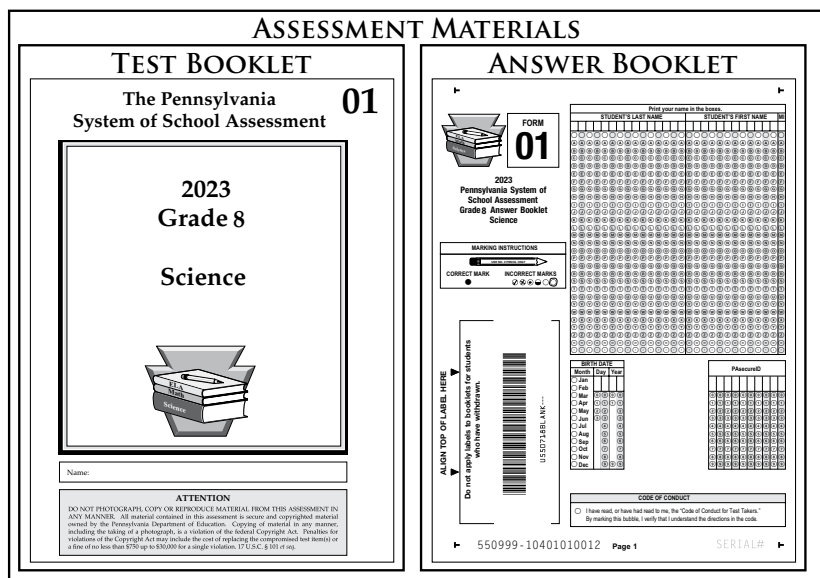 ASSESSMENT MATERIALS
TEST BOOKLET
The Pennsylvania
System of School Assessment
01
2023
Grade 8
Science
ELA
Math
Science
Name:
ATTENTION
DO NOT PHOTOGRAPH, COPY OR REPRODUCE MATERIAL FROM THIS ASSESSMENT IN
ANY MANNER. All material contained in this assessment is secure and copyrighted material
owned by the Pennsylvania Department of Education. Copying of material in any manner,
including the taking of a photograph, is a violation of the federal Copyright Act. Penalties for
violations of the Copyright Act may include the cost of replacing the compromised test item(s) or
a fine of no less than $750 up to $30,000 for a single violation. 17 U.S.C. § 101 et seq.
ANSWER BOOKLET
ELA
Math
Science
FORM
01
2023
Pennsylvania System of
School Assessment
Grade 8 Answer Booklet
Science
MARKING INSTRUCTIONS
USE NO. 2 PENCIL ONLY
CORRECT MARK
INCORRECT MARKS
ALIGN TOP OF LABEL HERE
Do not apply labels to booklets for students
who have withdrawn.
Print your name in the boxes.
STUDENT'S LAST NAME
STUDENT'S FIRST NAME
MI
BIRTH DATE
Month Day Year
Jan
Feb
Mar
Apr
May
Jun
Jul
Aug
Sep
Oct
Nov
Dec
PAsecureID
CODE OF CONDUCT
I have read, or have had read to me, the "Code of Conduct for Test Takers."
By marking this bubble, I verify that I understand the directions in the code.
550999-10401010012
Page 1
SERIAL#